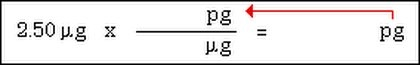 2.50 µg x pg / µg = pg